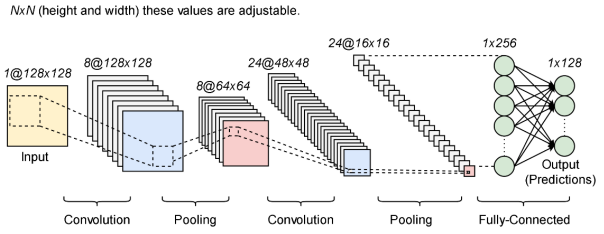 NxN (height and width) these values are adjustable.
24@16x16
1x256
8@128x128
24@48x48
1x128
1@128x128
8@64x64
Input
Output
(Predictions)
Convolution
Pooling
Convolution
Pooling
Fully-Connected